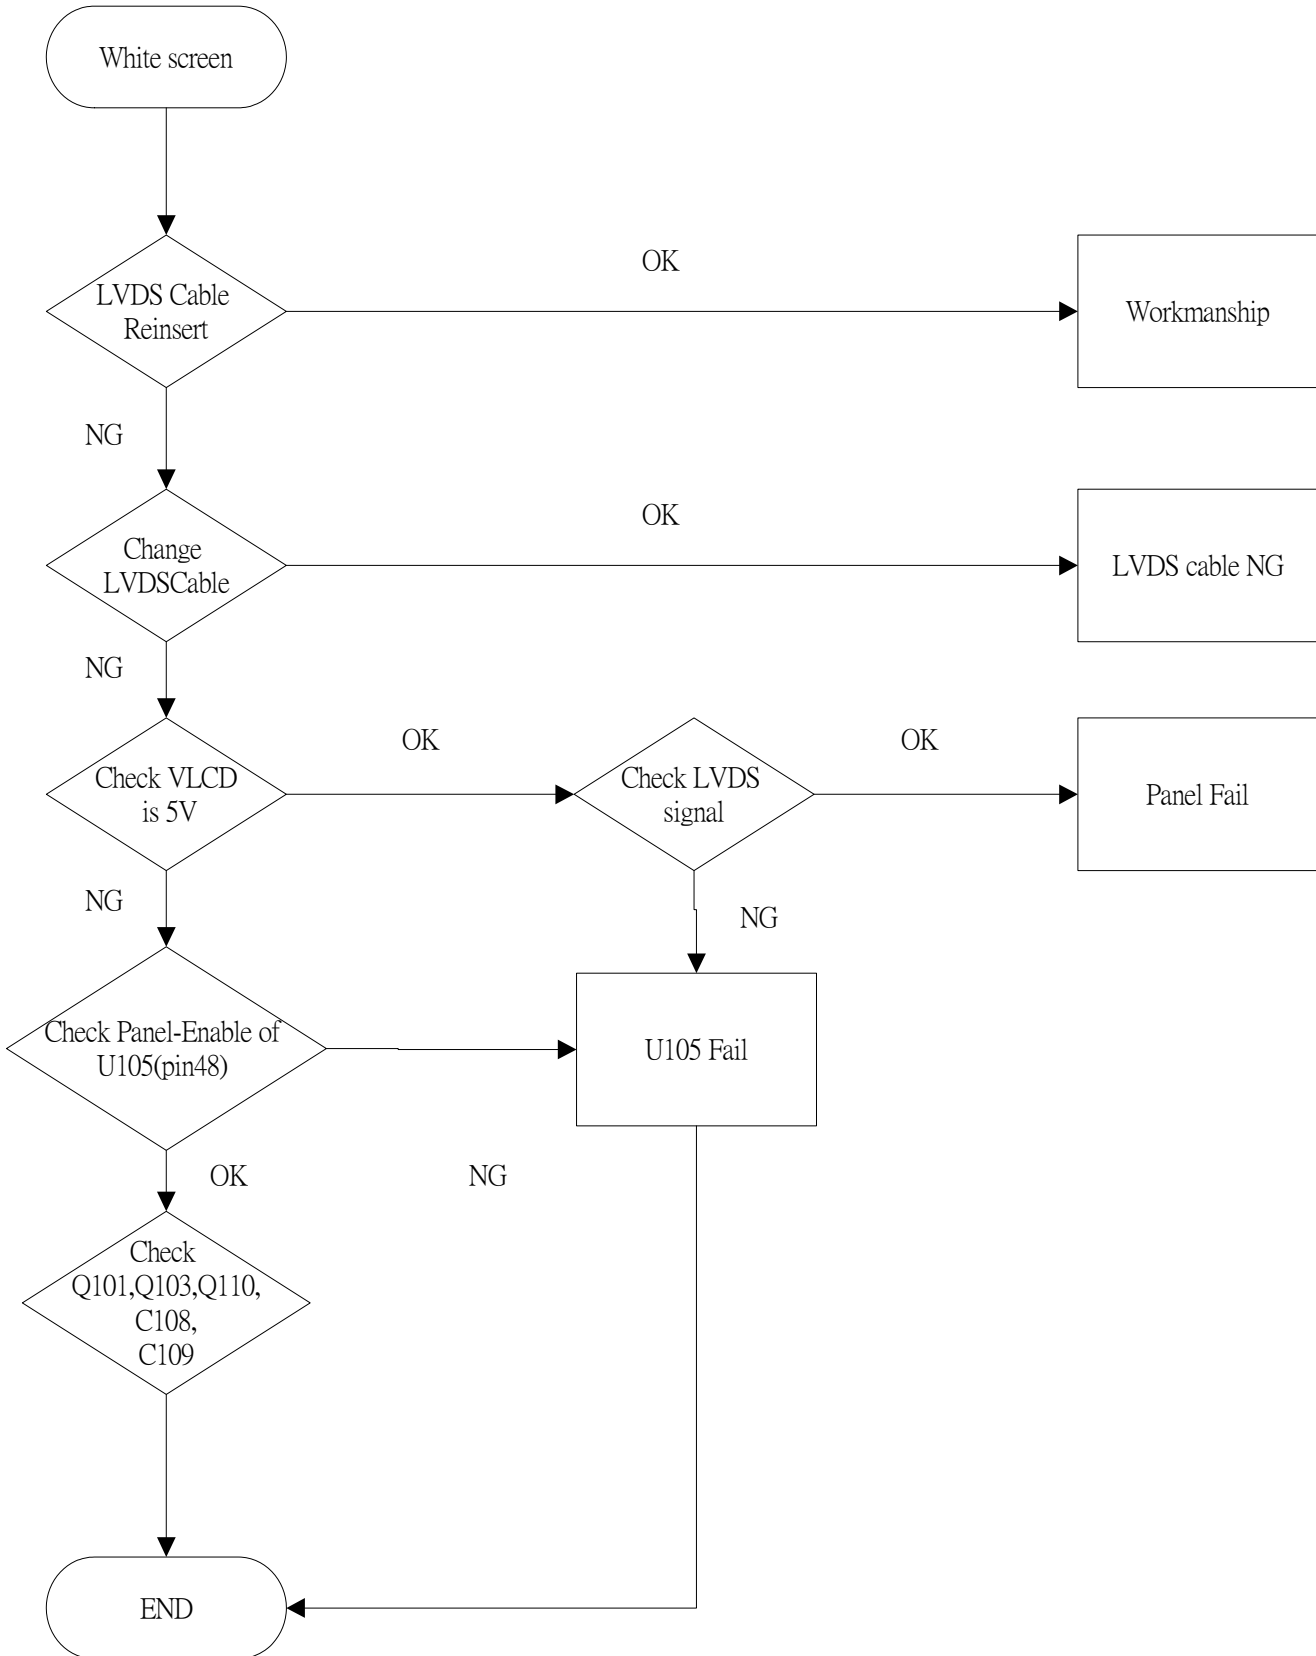 White screen
OK
LVDS Cable
Reinsert
Workmanship
NG
OK
Change
LVDSCable
LVDS cable NG
NG
OK
OK
Check VLCD
is 5V
Check LVDS
signal
Panel Fail
NG
NG
Check Panel-Enable of
U105(pin48)
U105 Fail
OK
NG
Check
Q101,Q103,Q110,
C108,
C109
END